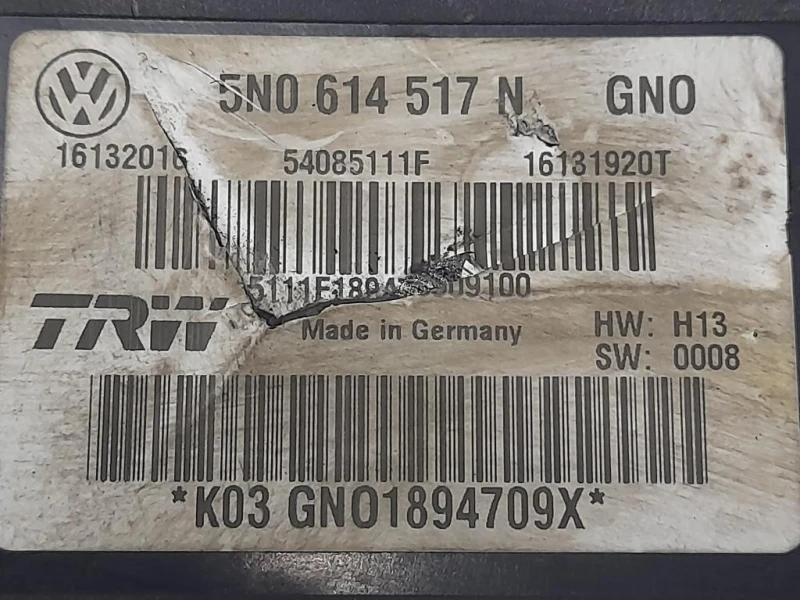 5N0 614 517 N GNO
16132016 54085111F 16131920T
TRW
Made in Germany
HW: H13
SW: 0008
*K03 GNO1894709X*